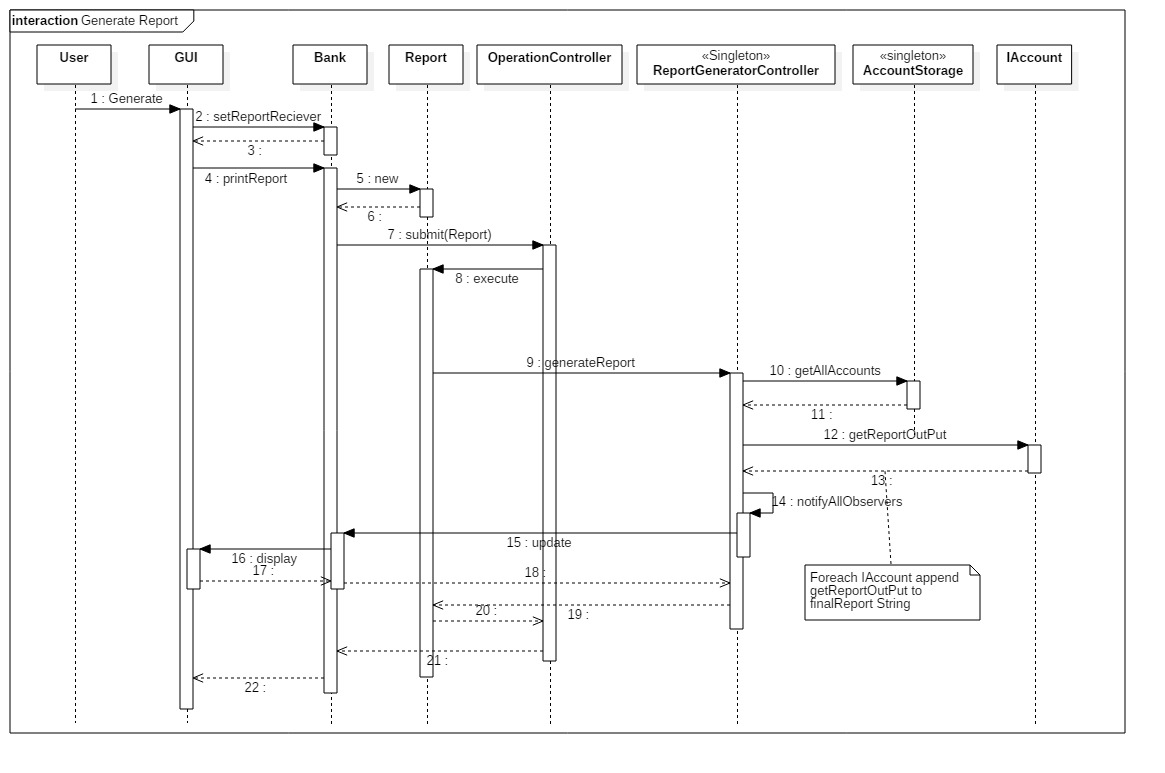 interaction Generate Report
User
GUI
Bank
Report
OperationController
«Singleton»
ReportGeneratorController
«singleton»
AccountStorage
IAccount
1 : Generate
2 : setReportReciever
3 :
4 : printReport
5 : new
6 :
7 : submit(Report)
8 : execute
9 : generateReport
10 : getAllAccounts
11 :
12 : getReportOutPut
13 :
14 : notifyAllObservers
15 : update
16 : display
17 :
18 :
Foreach IAccount append
getReportOutPut to
finalReport String
20 :
19 :
21 :
22 :